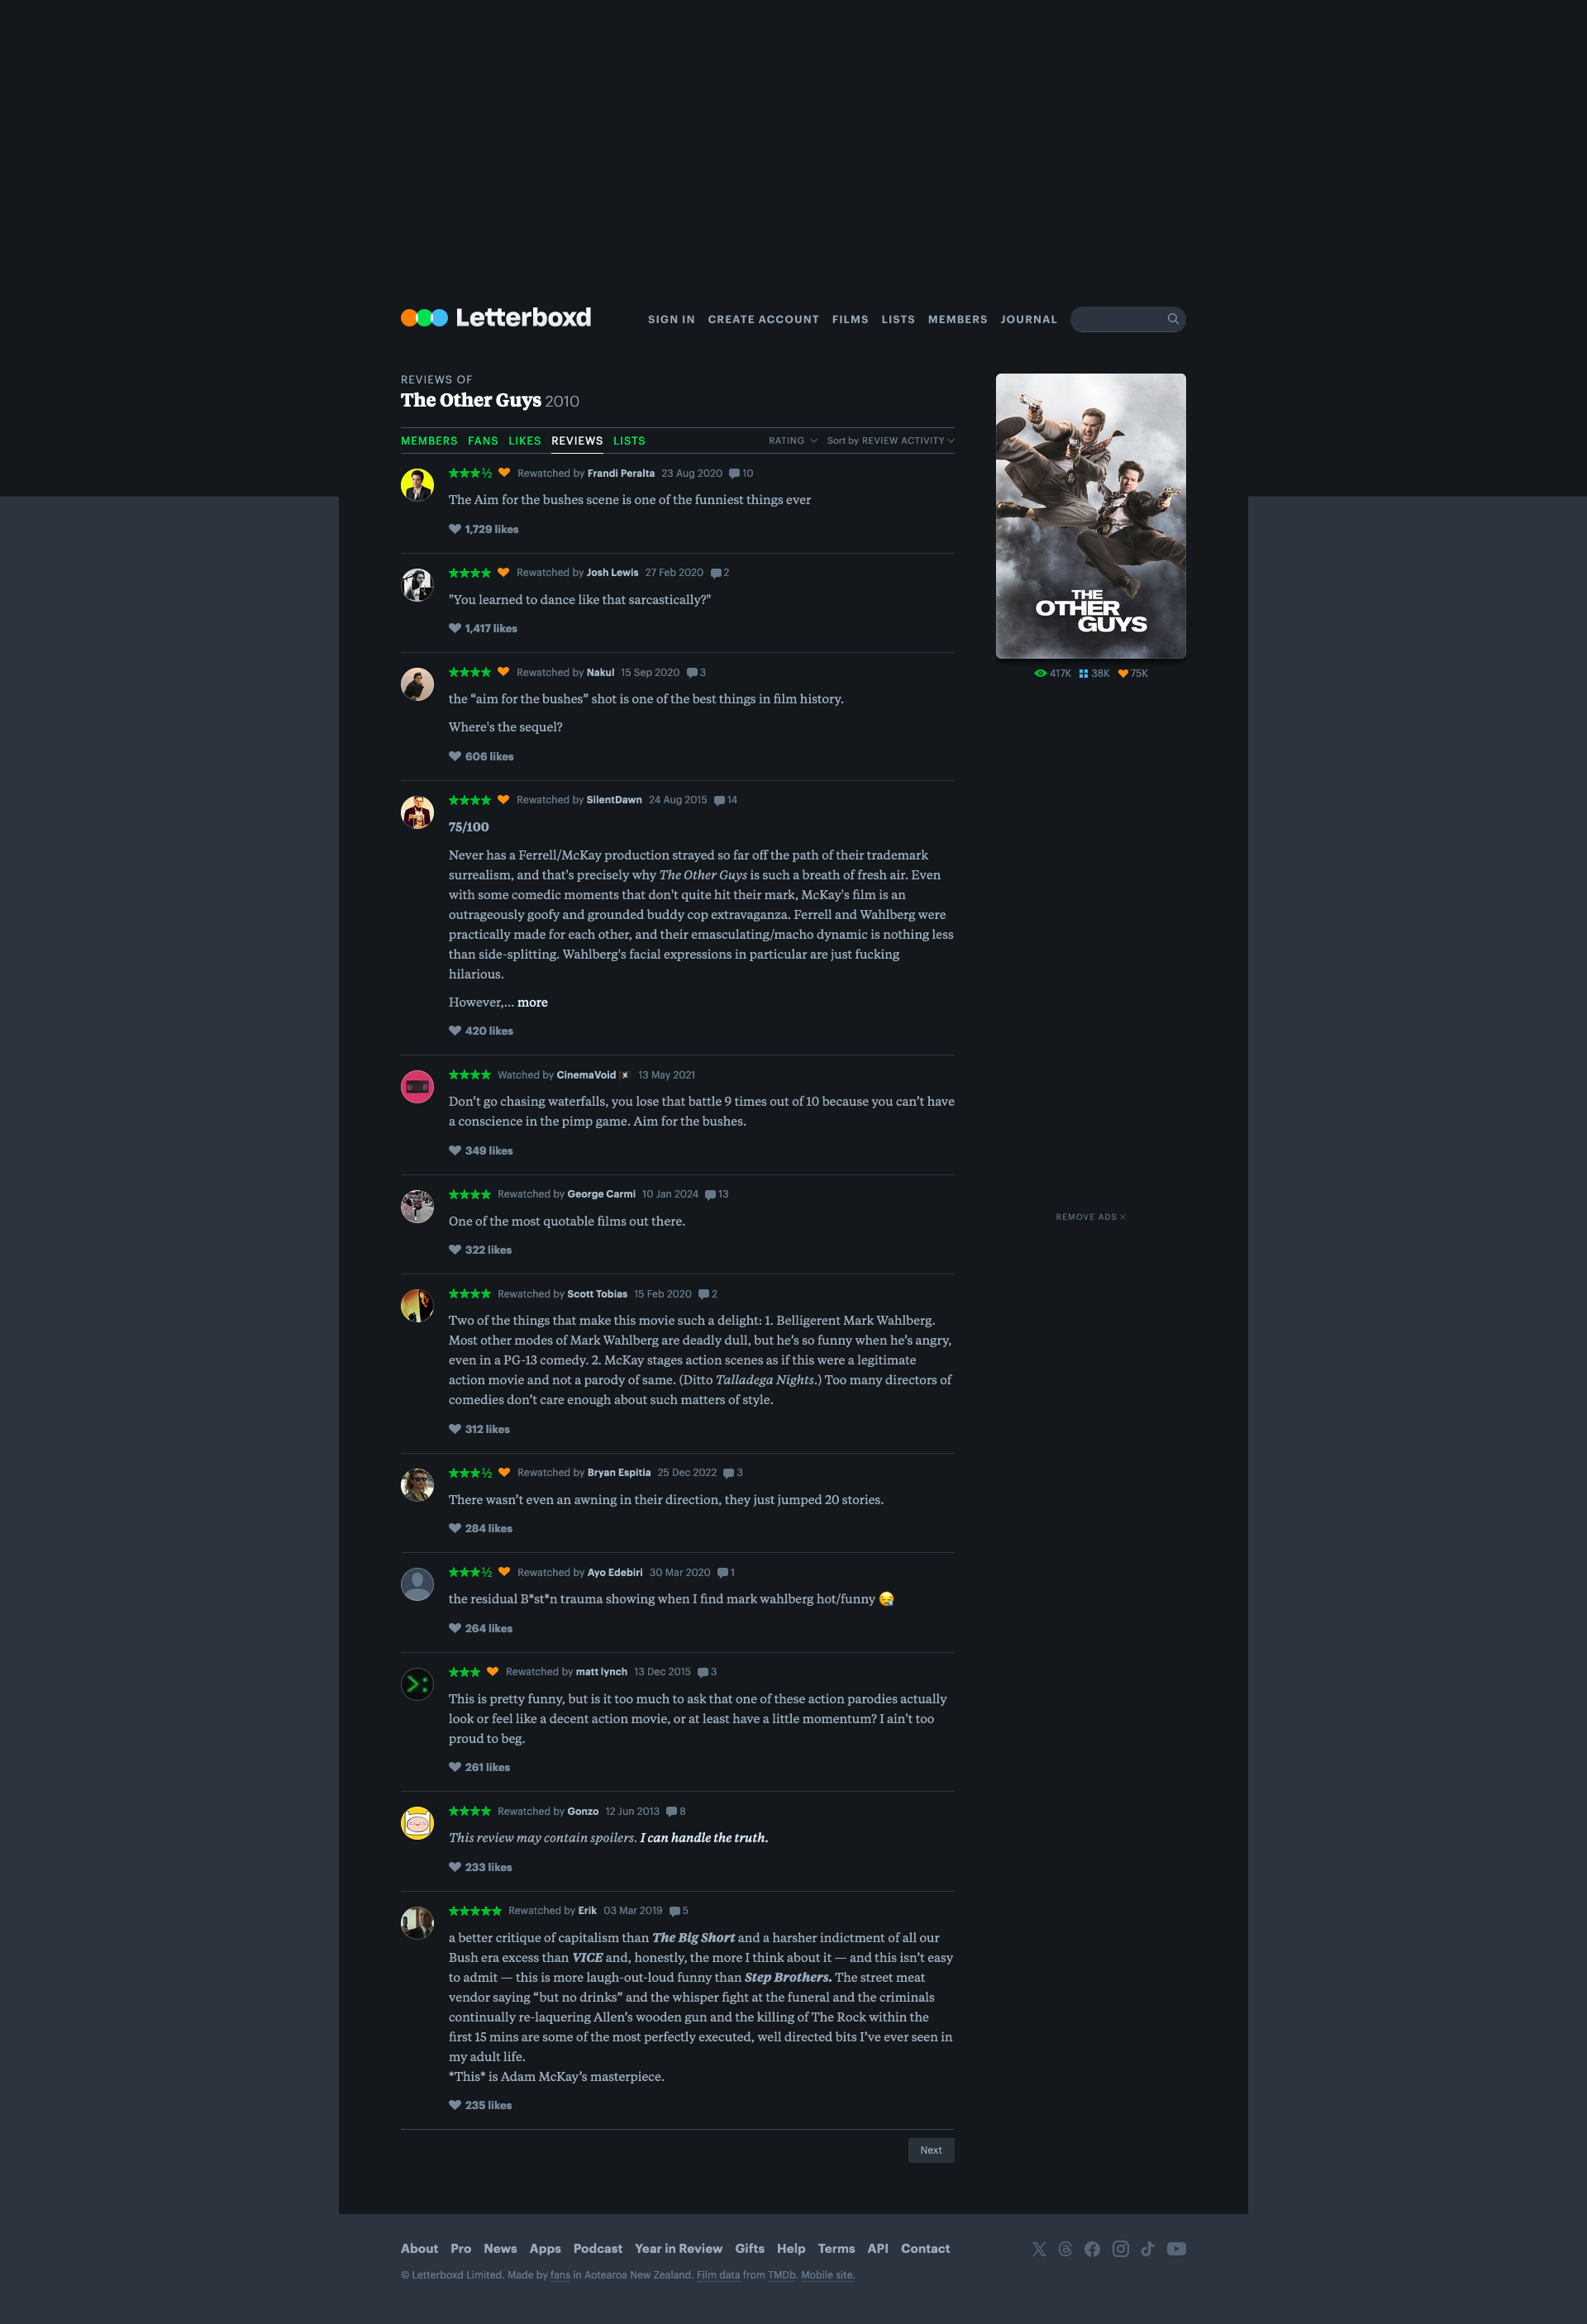 Letterboxd
SIGN IN CREATE ACCOUNT FILMS LISTS MEMBERS JOURNAL
REVIEWS OF
The Other Guys 2010
MEMBERS FANS LIKES REVIEWS LISTS RATING Sort by REVIEW ACTIVITY
★★★½ Rewatched by Frandi Peralta 23 Aug 2020 10
The Aim for the bushes scene is one of the funniest things ever
1,729 likes
★★★★ Rewatched by Josh Lewis 27 Feb 2020 2
"You learned to dance like that sarcastically?"
1,417 likes
★★★★ Rewatched by Nakul 15 Sep 2020 3
the “aim for the bushes” shot is one of the best things in film history.
Where's the sequel?
606 likes
★★★★ Rewatched by SilentDawn 24 Aug 2015 14
75/100
Never has a Ferrell/McKay production strayed so far off the path of their trademark
surrealism, and that's precisely why The Other Guys is such a breath of fresh air. Even
with some comedic moments that don't quite hit their mark, McKay's film is an
outrageously goofy and grounded buddy cop extravaganza. Ferrell and Wahlberg were
practically made for each other, and their emasculating/macho dynamic is nothing less
than side-splitting. Wahlberg's facial expressions in particular are just fucking
hilarious.
However,... more
420 likes
★★★★ Watched by CinemaVoid 13 May 2021
Don’t go chasing waterfalls, you lose that battle 9 times out of 10 because you can’t have
a conscience in the pimp game. Aim for the bushes.
349 likes
★★★★ Rewatched by George Carmi 10 Jan 2024 13
One of the most quotable films out there.
322 likes
★★★★ Rewatched by Scott Tobias 15 Feb 2020 2
Two of the things that make this movie such a delight: 1. Belligerent Mark Wahlberg.
Most other modes of Mark Wahlberg are deadly dull, but he’s so funny when he’s angry,
even in a PG-13 comedy. 2. McKay stages action scenes as if this were a legitimate
action movie and not a parody of same. (Ditto Talladega Nights.) Too many directors of
comedies don’t care enough about such matters of style.
312 likes
★★★½ Rewatched by Bryan Espitia 25 Dec 2022 3
There wasn’t even an awning in their direction, they just jumped 20 stories.
284 likes
★★★½ Rewatched by Ayo Edebiri 30 Mar 2020 1
the residual B*st*n trauma showing when I find mark wahlberg hot/funny 😪
264 likes
★★★ Rewatched by matt lynch 13 Dec 2015 3
This is pretty funny, but is it too much to ask that one of these action parodies actually
look or feel like a decent action movie, or at least have a little momentum? I ain't too
proud to beg.
261 likes
★★★★ Rewatched by Gonzo 12 Jun 2013 8
This review may contain spoilers. I can handle the truth.
233 likes
★★★★★ Rewatched by Erik 03 Mar 2019 5
a better critique of capitalism than The Big Short and a harsher indictment of all our
Bush era excess than VICE and, honestly, the more I think about it — and this isn’t easy
to admit — this is more laugh-out-loud funny than Step Brothers. The street meat
vendor saying “but no drinks” and the whisper fight at the funeral and the criminals
continually re-laquering Allen’s wooden gun and the killing of The Rock within the
first 15 mins are some of the most perfectly executed, well directed bits I’ve ever seen in
my adult life.
*This* is Adam McKay’s masterpiece.
235 likes
Next
THE
OTHER
GUYS
417K 38K 75K
REMOVE ADS
About Pro News Apps Podcast Year in Review Gifts Help Terms API Contact
© Letterboxd Limited. Made by fans in Aotearoa New Zealand. Film data from TMDb. Mobile site.